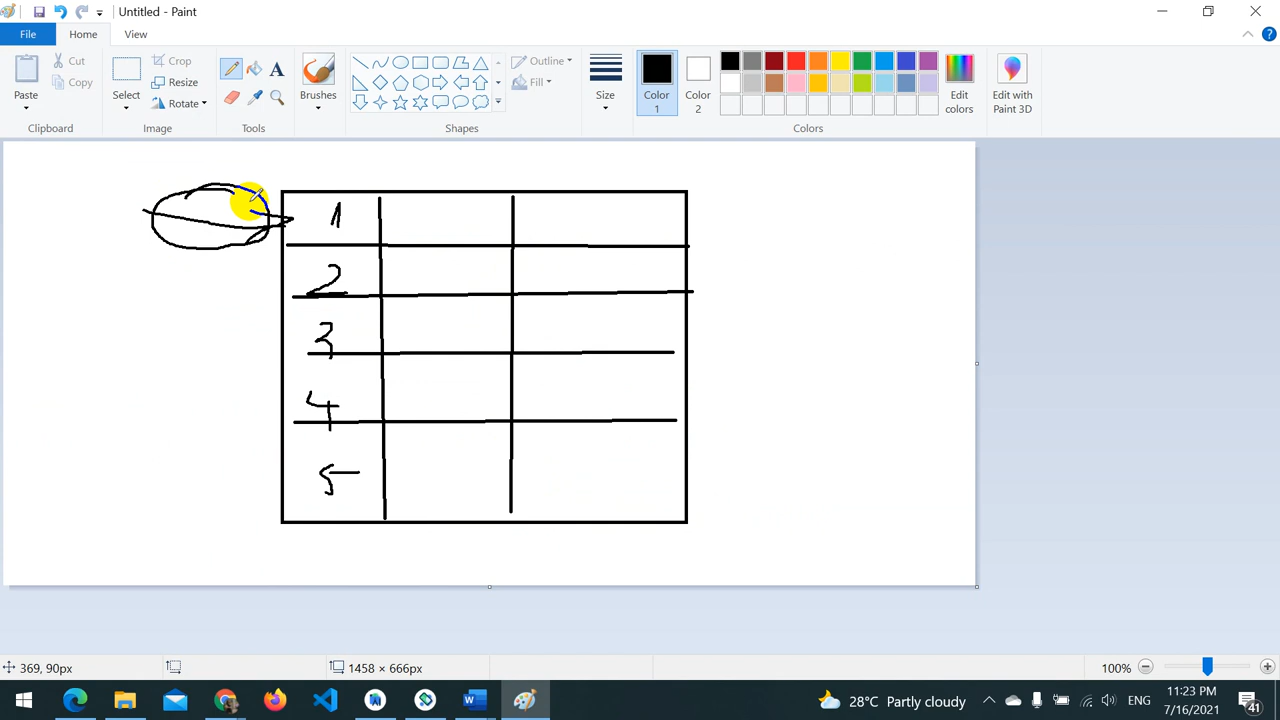 Untitled - Paint
File
Home
View
Paste
Cut
Copy
Clipboard
Select
Crop
Resize
Rotate
Image
A
Tools
Brushes
Outline
Fill
Shapes
Size
Color 1
Color 2
Edit colors
Colors
Edit with Paint 3D
1
2
3
4
5
369, 90px
1458 × 666px
100%
28°C Partly cloudy
ENG
11:23 PM
7/16/2021
41